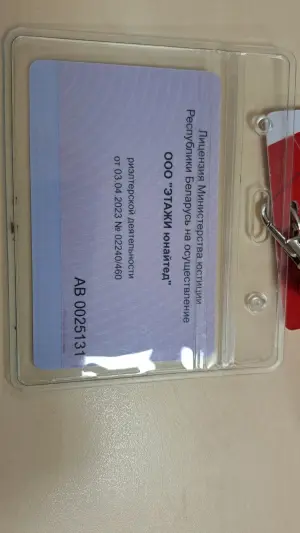 Лицензия Министерства юстиции
Республики Беларусь на осуществление
ООО "ЭТАЖИ юнайтед"
риэлтерской деятельности
от 03.04.2023 № 02240/460
АВ 0025131